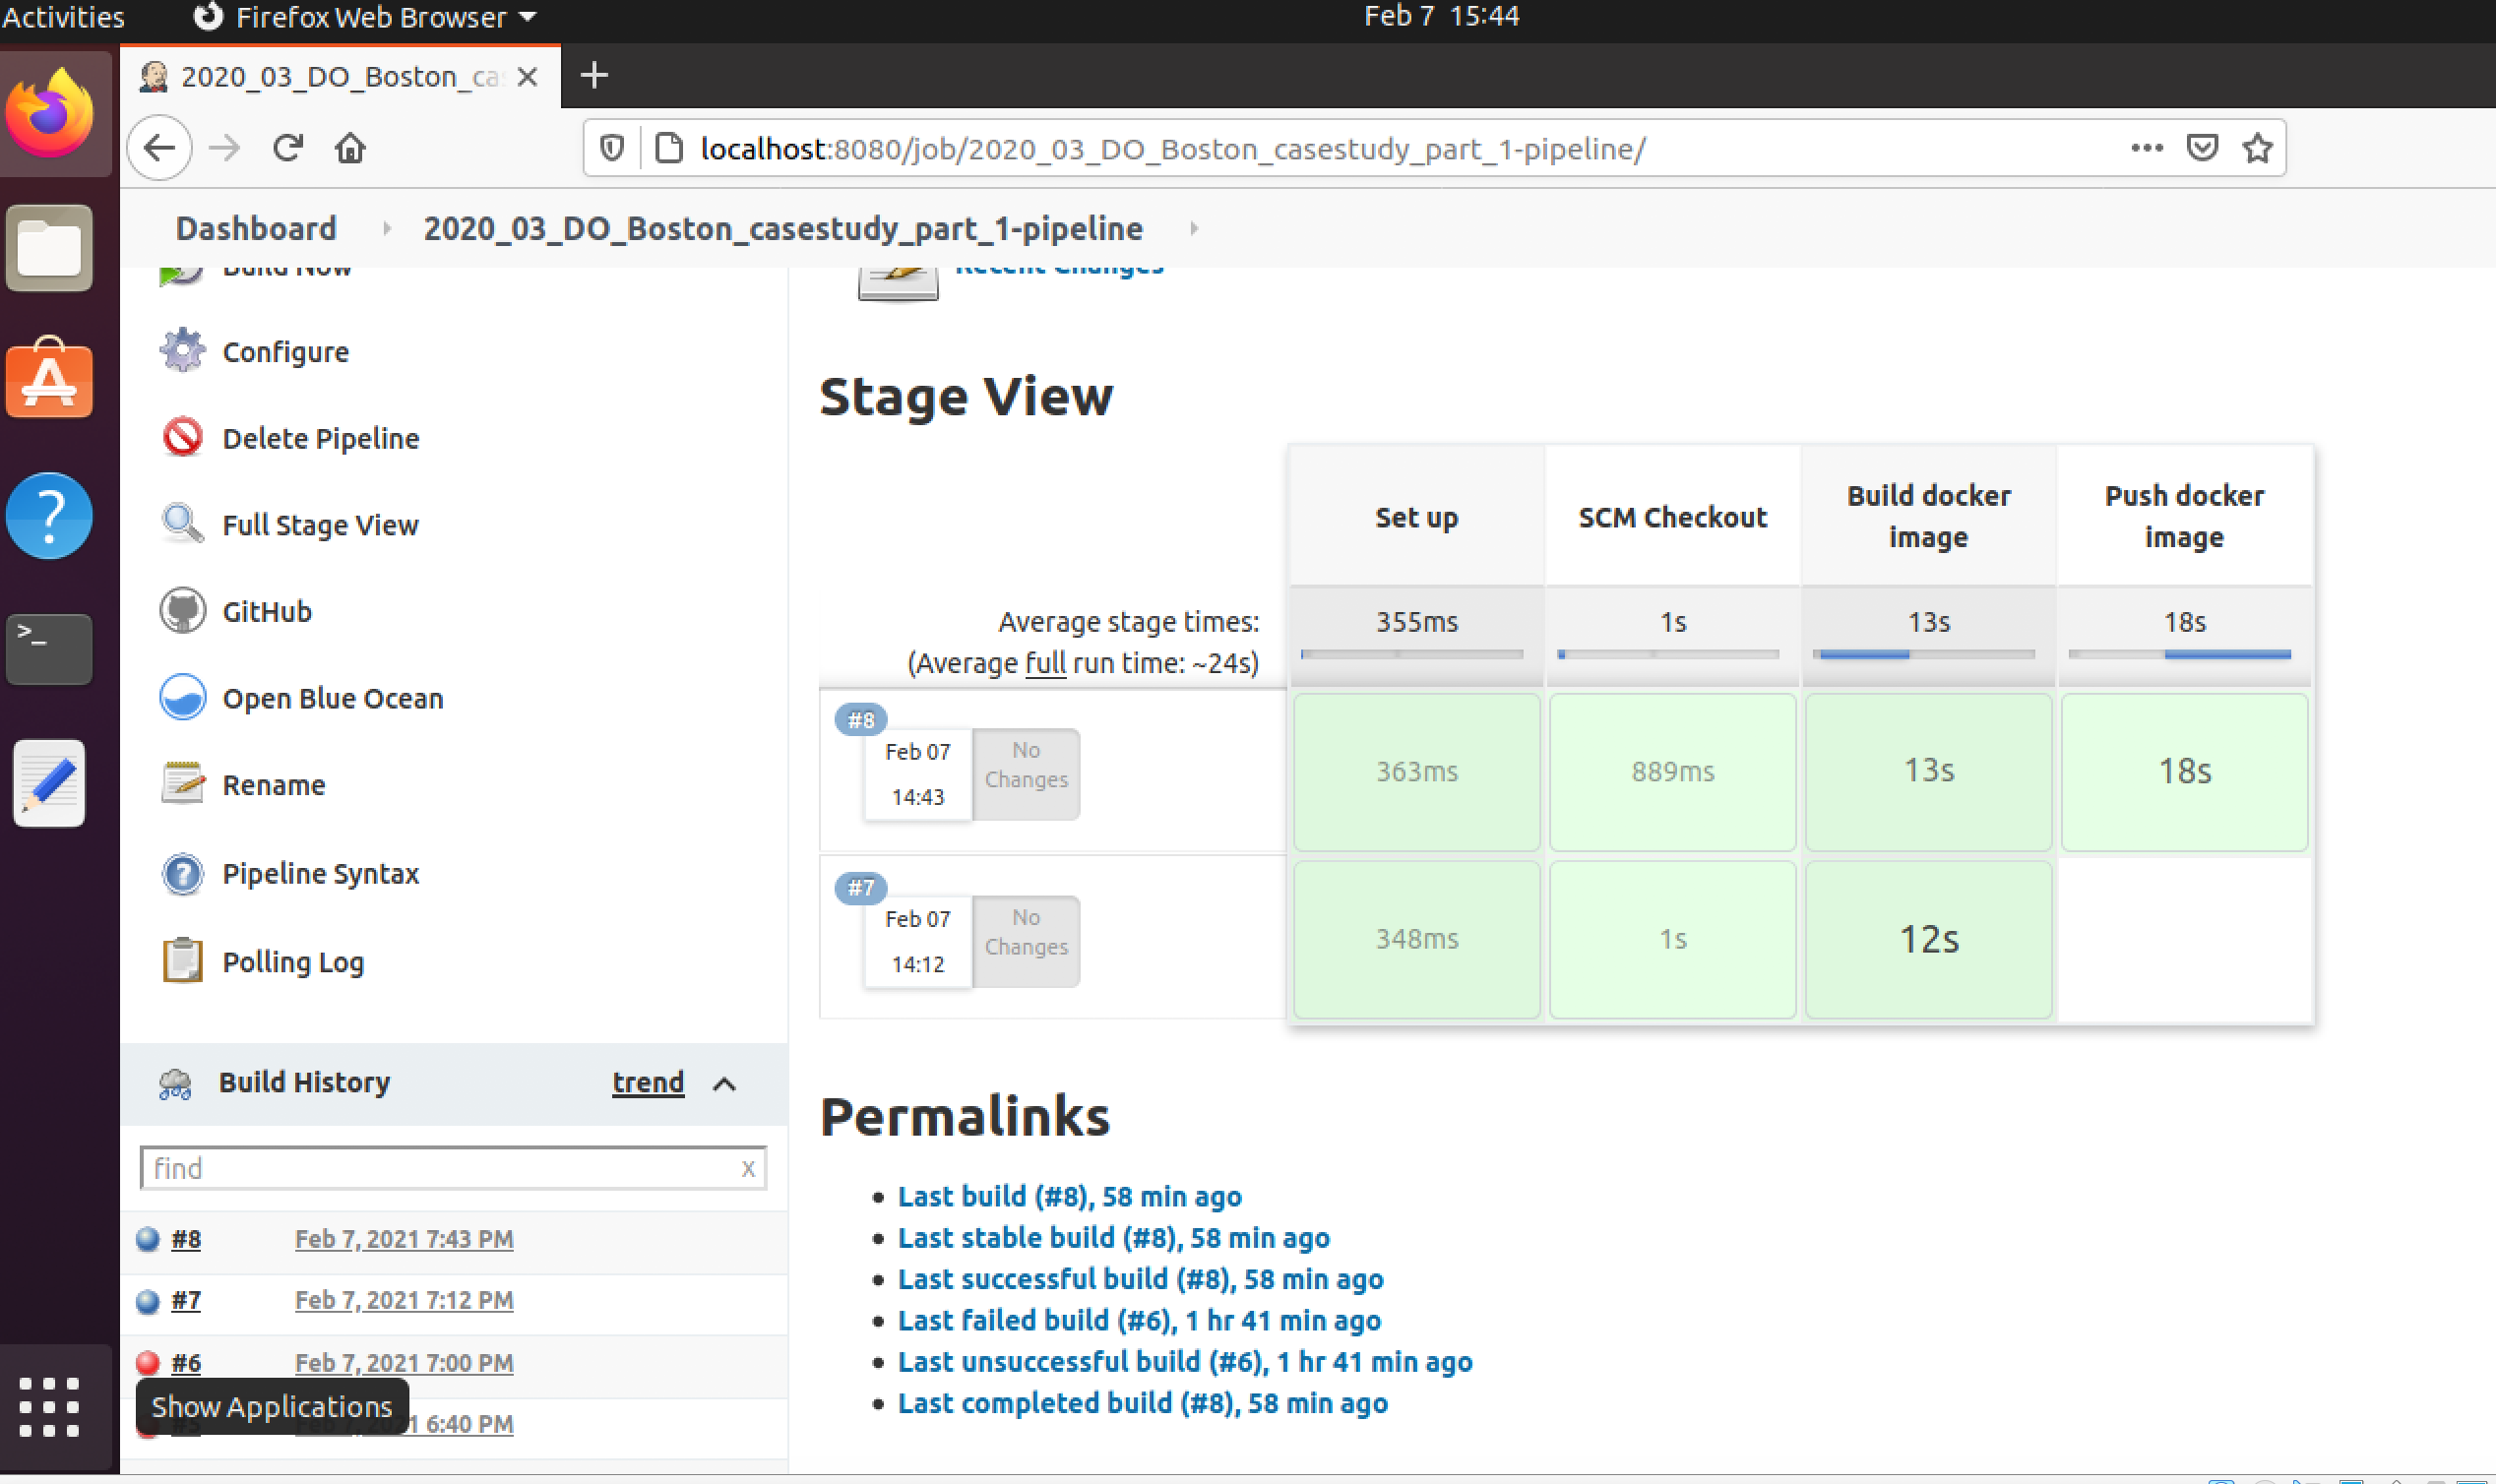 Activities
Firefox Web Browser
Feb 7 15:44
2020_03_DO_Boston_cas
localhost:8080/job/2020_03_DO_Boston_casestudy_part_1-pipeline/
Dashboard
2020_03_DO_Boston_casestudy_part_1-pipeline
Build Now
Configure
Delete Pipeline
Full Stage View
GitHub
Open Blue Ocean
Rename
Pipeline Syntax
Polling Log
Build History
trend
find
x
#8 Feb 7, 2021 7:43 PM
#7 Feb 7, 2021 7:12 PM
#6 Feb 7, 2021 7:00 PM
Show Applications
1 6:40 PM
Recent Changes
Stage View
Set up
SCM Checkout
Build docker
image
Push docker
image
Average stage times:
(Average full run time: ~24s)
355ms
1s
13s
18s
#8
Feb 07
14:43
No
Changes
363ms
889ms
13s
18s
#7
Feb 07
14:12
No
Changes
348ms
1s
12s
Permalinks
Last build (#8), 58 min ago
Last stable build (#8), 58 min ago
Last successful build (#8), 58 min ago
Last failed build (#6), 1 hr 41 min ago
Last unsuccessful build (#6), 1 hr 41 min ago
Last completed build (#8), 58 min ago